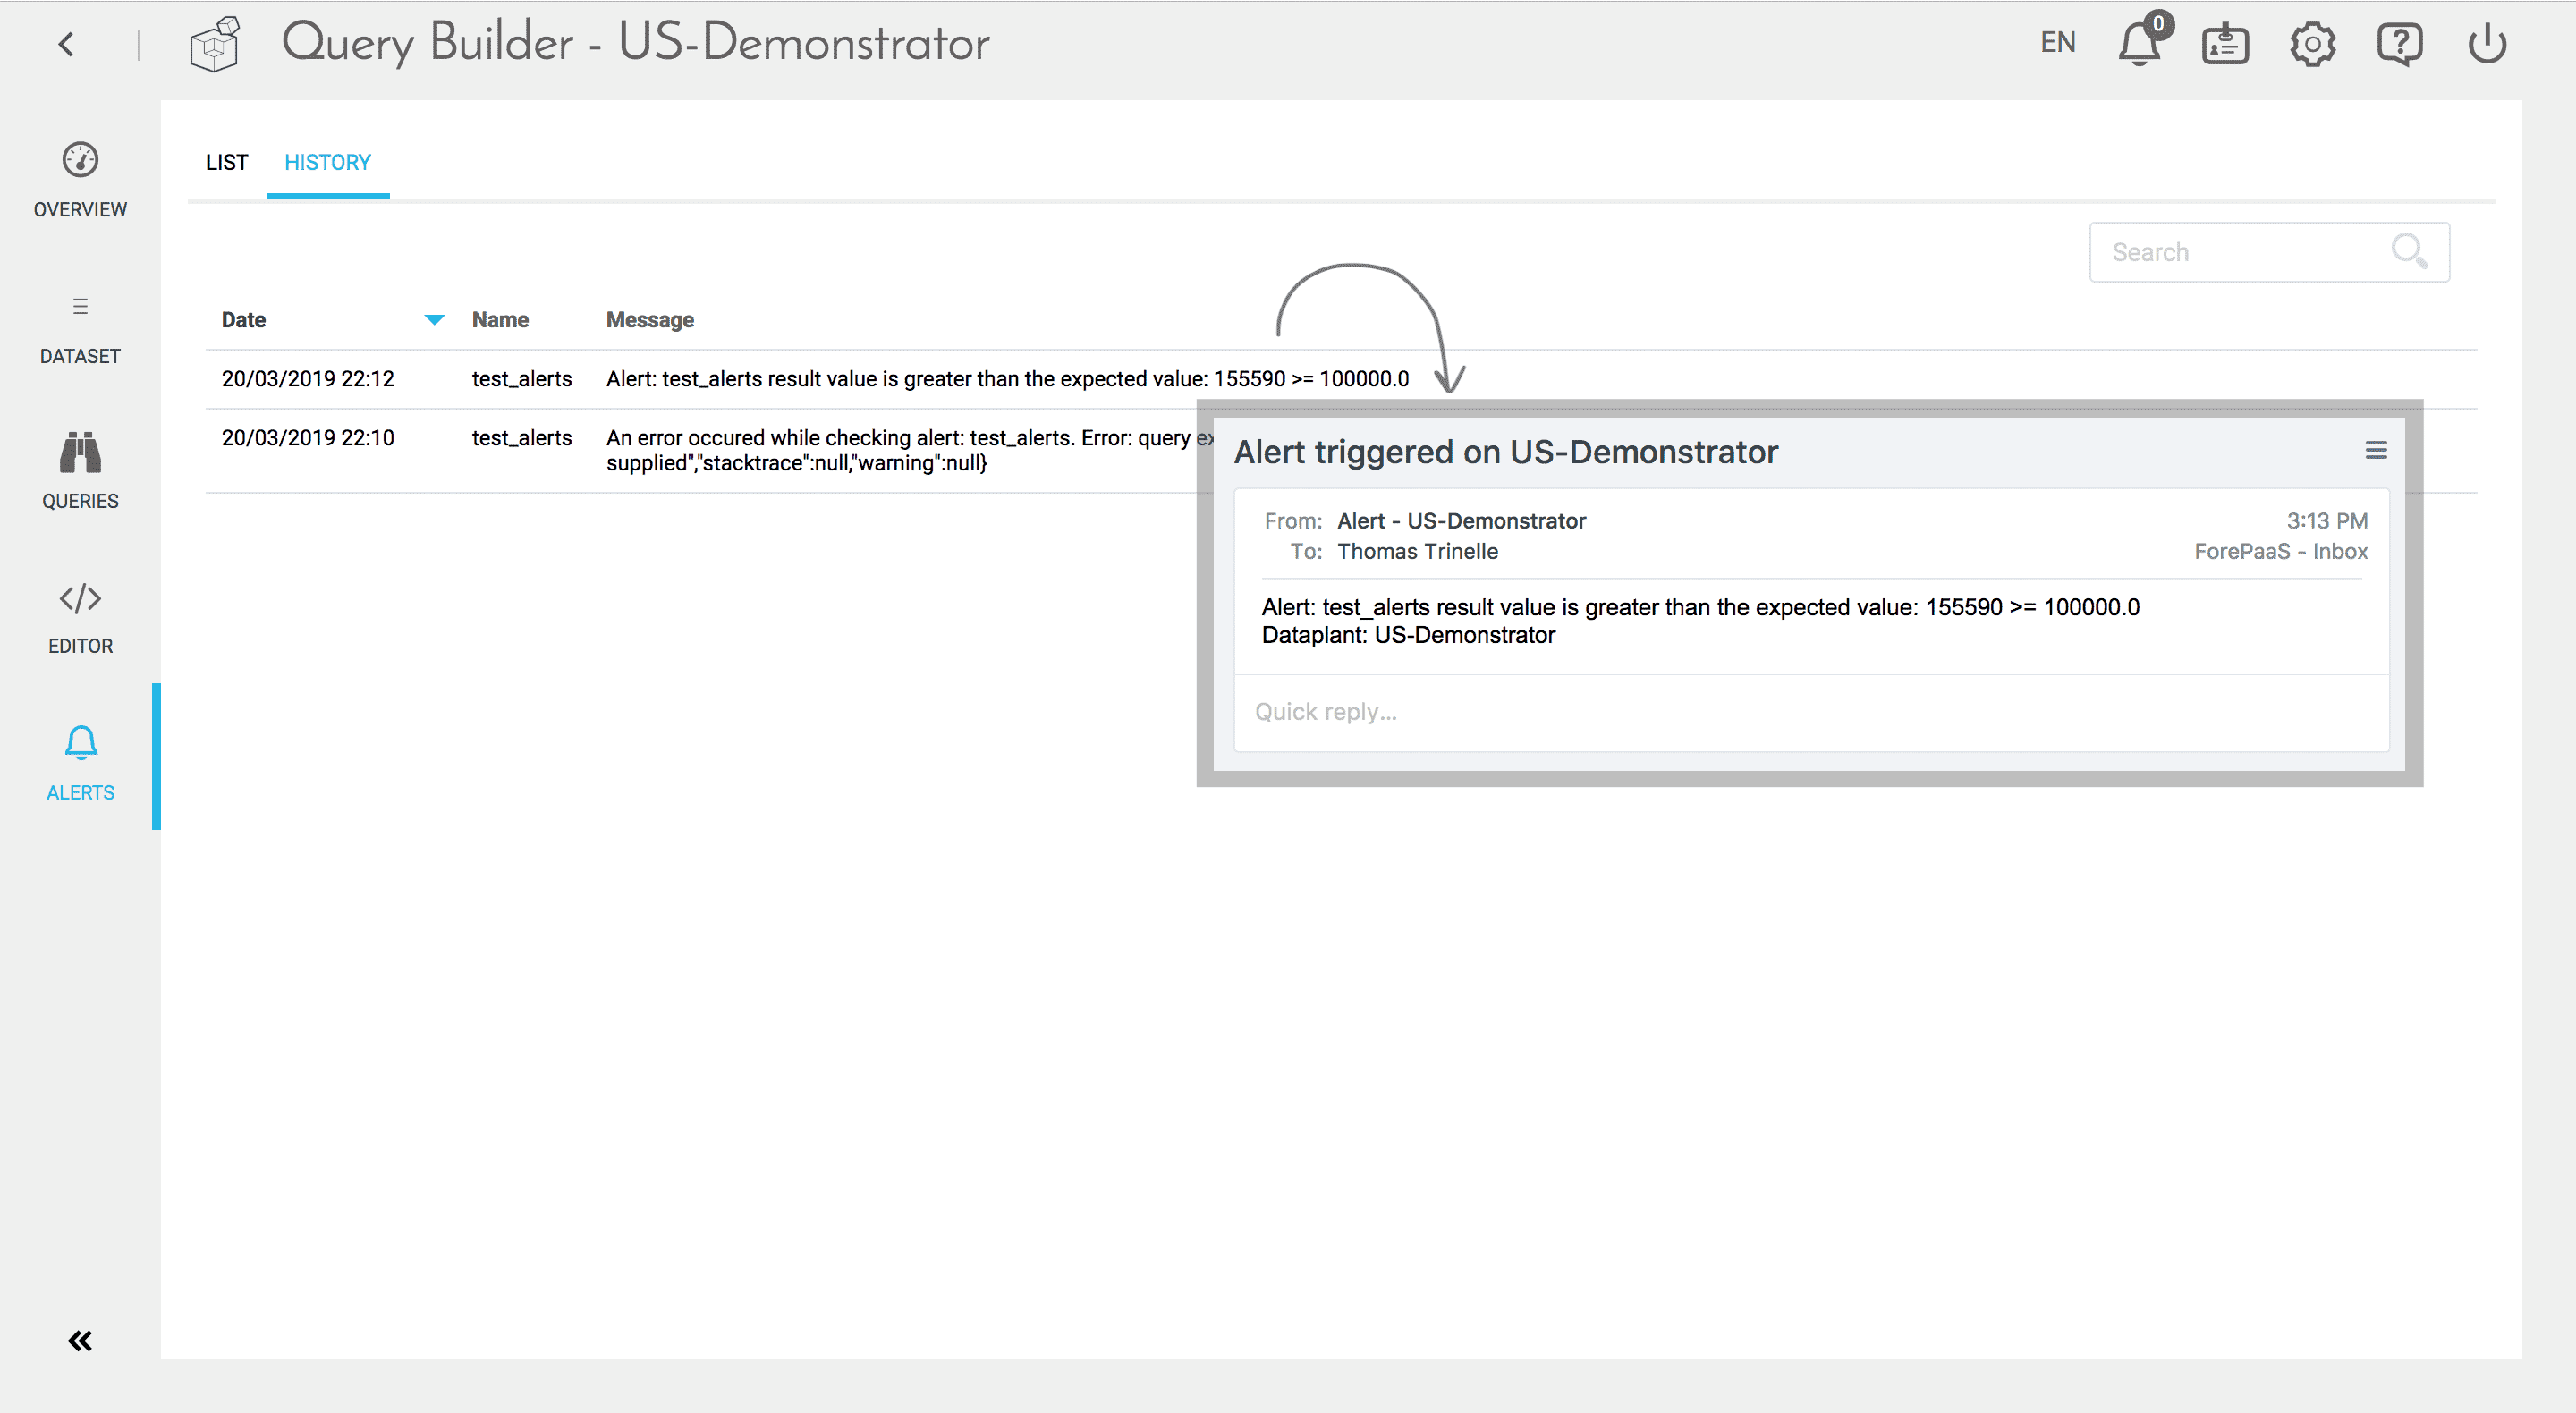 Query Builder - US-Demonstrator
EN
0
OVERVIEW
DATASET
QUERIES
EDITOR
ALERTS
LIST HISTORY
Search
Date Name Message
20/03/2019 22:12 test_alerts Alert: test_alerts result value is greater than the expected value: 155590 >= 100000.0
20/03/2019 22:10 test_alerts An error occured while checking alert: test_alerts. Error: query ex
supplied","stacktrace":null,"warning":null}
Alert triggered on US-Demonstrator
From: Alert - US-Demonstrator 3:13 PM
To: Thomas Trinelle ForePaaS - Inbox
Alert: test_alerts result value is greater than the expected value: 155590 >= 100000.0
Dataplant: US-Demonstrator
Quick reply...